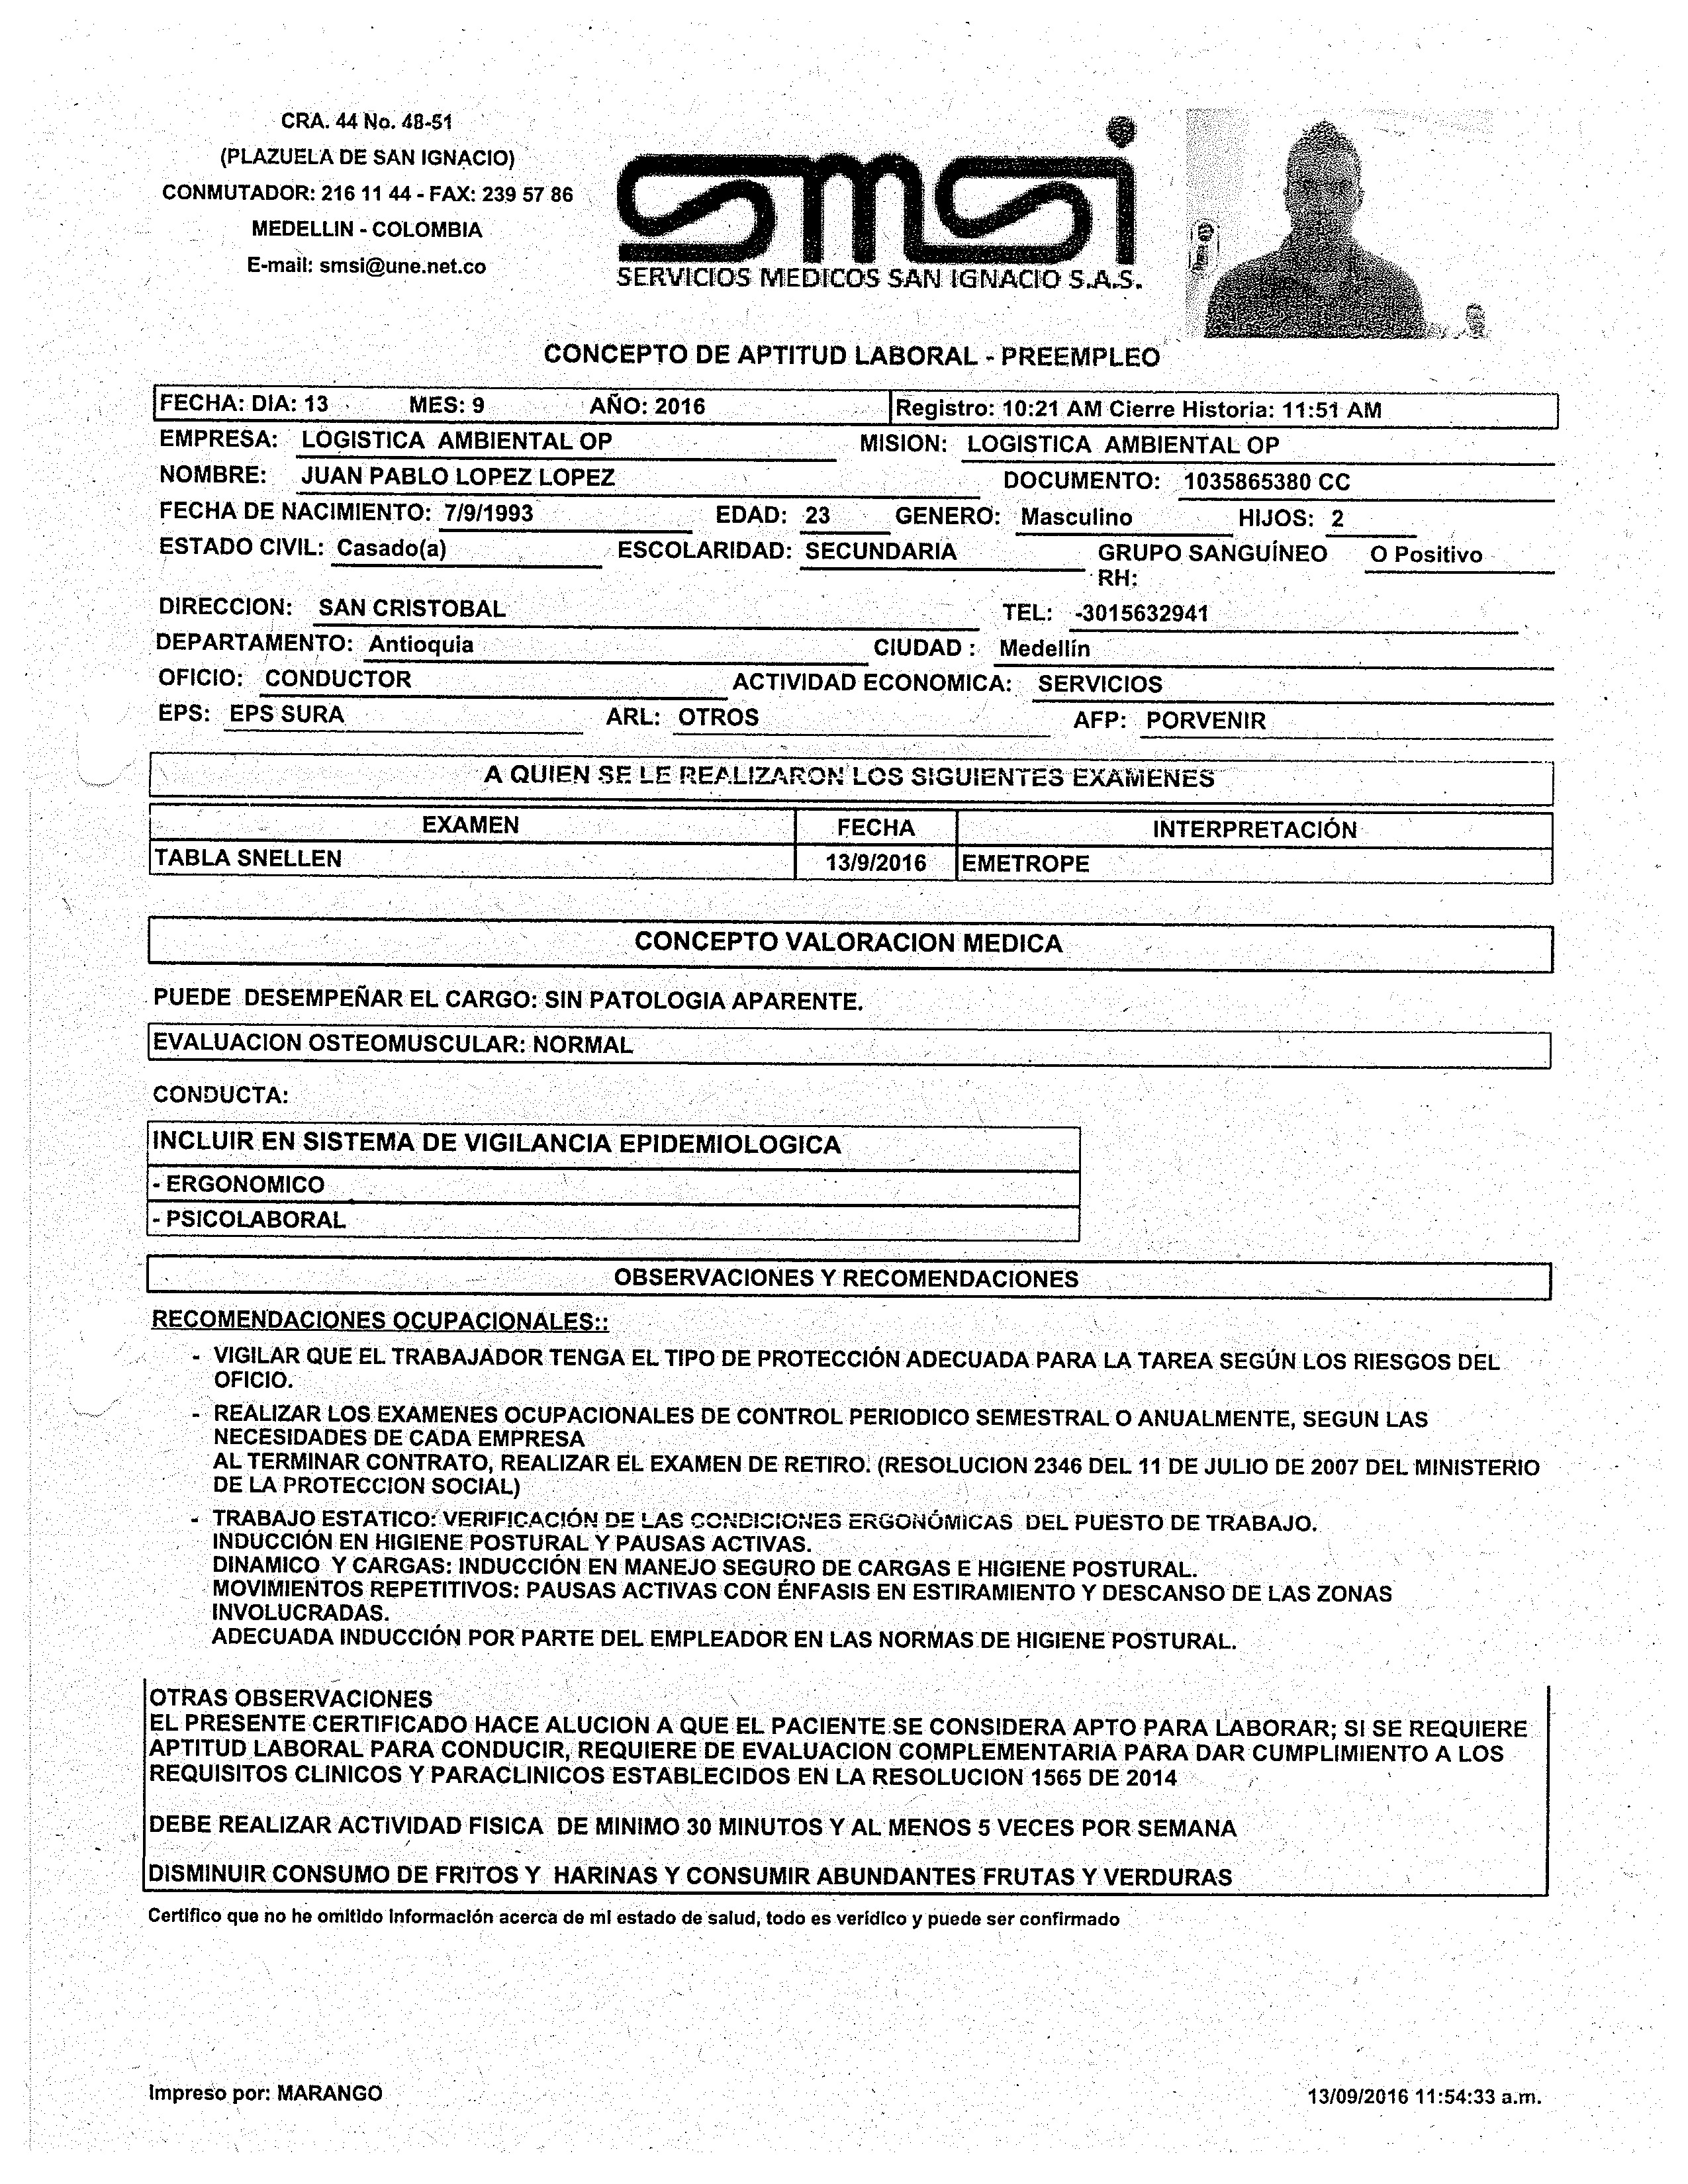 CRA. 44 No. 48-51
(PLAZUELA DE SAN IGNACIO)
CONMUTADOR: 216 11 44 - FAX: 239 57 86
MEDELLIN - COLOMBIA
E-mail: smsi@une.net.co
smsi
SERVICIOS MEDICOS SAN IGNACIO S.A.S.
CONCEPTO DE APTITUD LABORAL - PREEMPLEO
FECHA: DIA: 13 MES: 9 AÑO: 2016 Registro: 10:21 AM Cierre Historia: 11:51 AM
EMPRESA: LOGISTICA AMBIENTAL OP MISION: LOGISTICA AMBIENTAL OP
NOMBRE: JUAN PABLO LOPEZ LOPEZ DOCUMENTO: 1035865380 CC
FECHA DE NACIMIENTO: 7/9/1993 EDAD: 23 GENERO: Masculino HIJOS: 2
ESTADO CIVIL: Casado(a) ESCOLARIDAD: SECUNDARIA GRUPO SANGUÍNEO O Positivo
RH:
DIRECCION: SAN CRISTOBAL TEL: -3015632941
DEPARTAMENTO: Antioquia CIUDAD : Medellín
OFICIO: CONDUCTOR ACTIVIDAD ECONOMICA: SERVICIOS
EPS: EPS SURA ARL: OTROS AFP: PORVENIR
A QUIEN SE LE REALIZARON LOS SIGUIENTES EXAMENES
EXAMEN FECHA INTERPRETACIÓN
TABLA SNELLEN 13/9/2016 EMETROPE
CONCEPTO VALORACION MEDICA
PUEDE DESEMPEÑAR EL CARGO: SIN PATOLOGIA APARENTE.
EVALUACION OSTEOMUSCULAR: NORMAL
CONDUCTA:
INCLUIR EN SISTEMA DE VIGILANCIA EPIDEMIOLOGICA
- ERGONOMICO
- PSICOLABORAL
OBSERVACIONES Y RECOMENDACIONES
RECOMENDACIONES OCUPACIONALES::
- VIGILAR QUE EL TRABAJADOR TENGA EL TIPO DE PROTECCIÓN ADECUADA PARA LA TAREA SEGÚN LOS RIESGOS DEL
OFICIO.
- REALIZAR LOS EXAMENES OCUPACIONALES DE CONTROL PERIODICO SEMESTRAL O ANUALMENTE, SEGUN LAS
NECESIDADES DE CADA EMPRESA
AL TERMINAR CONTRATO, REALIZAR EL EXAMEN DE RETIRO. (RESOLUCION 2346 DEL 11 DE JULIO DE 2007 DEL MINISTERIO
DE LA PROTECCION SOCIAL)
- TRABAJO ESTATICO: VERIFICACIÓN DE LAS CONDICIONES ERGONÓMICAS DEL PUESTO DE TRABAJO.
INDUCCIÓN EN HIGIENE POSTURAL Y PAUSAS ACTIVAS.
DINAMICO Y CARGAS: INDUCCIÓN EN MANEJO SEGURO DE CARGAS E HIGIENE POSTURAL.
MOVIMIENTOS REPETITIVOS: PAUSAS ACTIVAS CON ÉNFASIS EN ESTIRAMIENTO Y DESCANSO DE LAS ZONAS
INVOLUCRADAS.
ADECUADA INDUCCIÓN POR PARTE DEL EMPLEADOR EN LAS NORMAS DE HIGIENE POSTURAL.
OTRAS OBSERVACIONES
EL PRESENTE CERTIFICADO HACE ALUCION A QUE EL PACIENTE SE CONSIDERA APTO PARA LABORAR; SI SE REQUIERE
APTITUD LABORAL PARA CONDUCIR, REQUIERE DE EVALUACION COMPLEMENTARIA PARA DAR CUMPLIMIENTO A LOS
REQUISITOS CLINICOS Y PARACLINICOS ESTABLECIDOS EN LA RESOLUCION 1565 DE 2014
DEBE REALIZAR ACTIVIDAD FISICA DE MINIMO 30 MINUTOS Y AL MENOS 5 VECES POR SEMANA
DISMINUIR CONSUMO DE FRITOS Y HARINAS Y CONSUMIR ABUNDANTES FRUTAS Y VERDURAS
Certifico que no he omitido información acerca de mi estado de salud, todo es verídico y puede ser confirmado
Impreso por: MARANGO 13/09/2016 11:54:33 a.m.